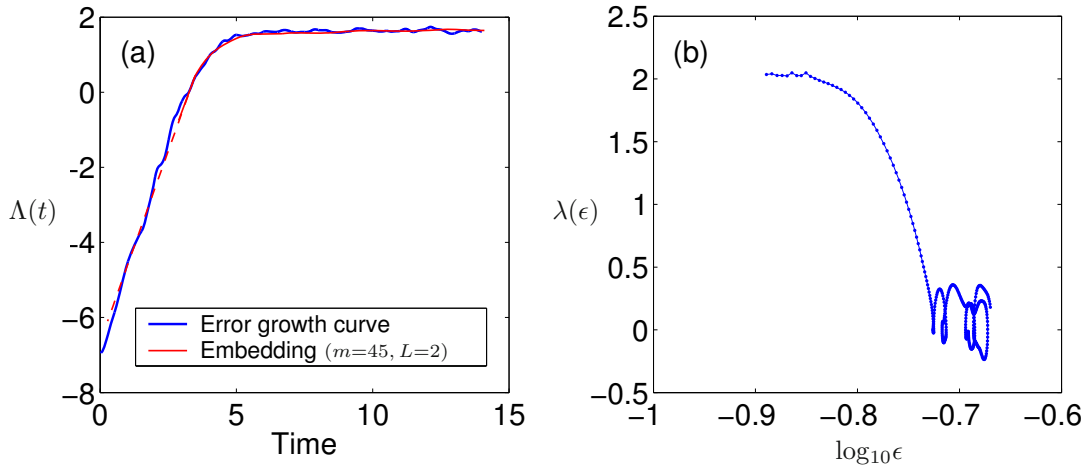 (a)
2
0
-2
-4
-6
-8
Λ(t)
0
5
10
15
Time
Error growth curve
Embedding (m=45, L=2)
(b)
2.5
2
1.5
1
0.5
0
−0.5
λ(ϵ)
-1
−0.9
−0.8
−0.7
−0.6
log₁₀ϵ